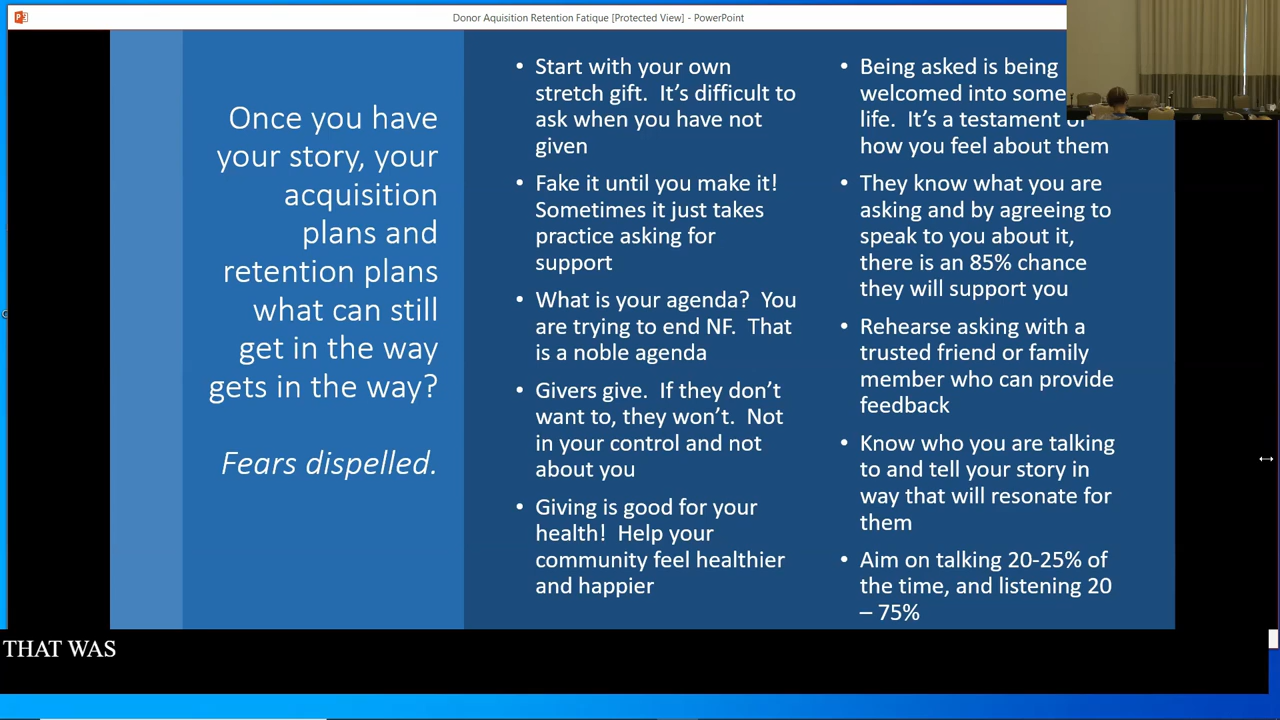 Donor Aquisition Retention Fatique [Protected View] - PowerPoint
Once you have
your story, your
acquisition
plans and
retention plans
what can still
get in the way
gets in the way?
Fears dispelled.
• Start with your own
stretch gift. It's difficult to
ask when you have not
given
• Fake it until you make it!
Sometimes it just takes
practice asking for
support
• What is your agenda? You
are trying to end NF. That
is a noble agenda
• Givers give. If they don't
want to, they won't. Not
in your control and not
about you
• Giving is good for your
health! Help your
community feel healthier
and happier
• Being asked is being
welcomed into some
life. It's a testament
how you feel about them
• They know what you are
asking and by agreeing to
speak to you about it,
there is an 85% chance
they will support you
• Rehearse asking with a
trusted friend or family
member who can provide
feedback
• Know who you are talking
to and tell your story in
way that will resonate for
them
• Aim on talking 20-25% of
the time, and listening 20
– 75%
THAT WAS